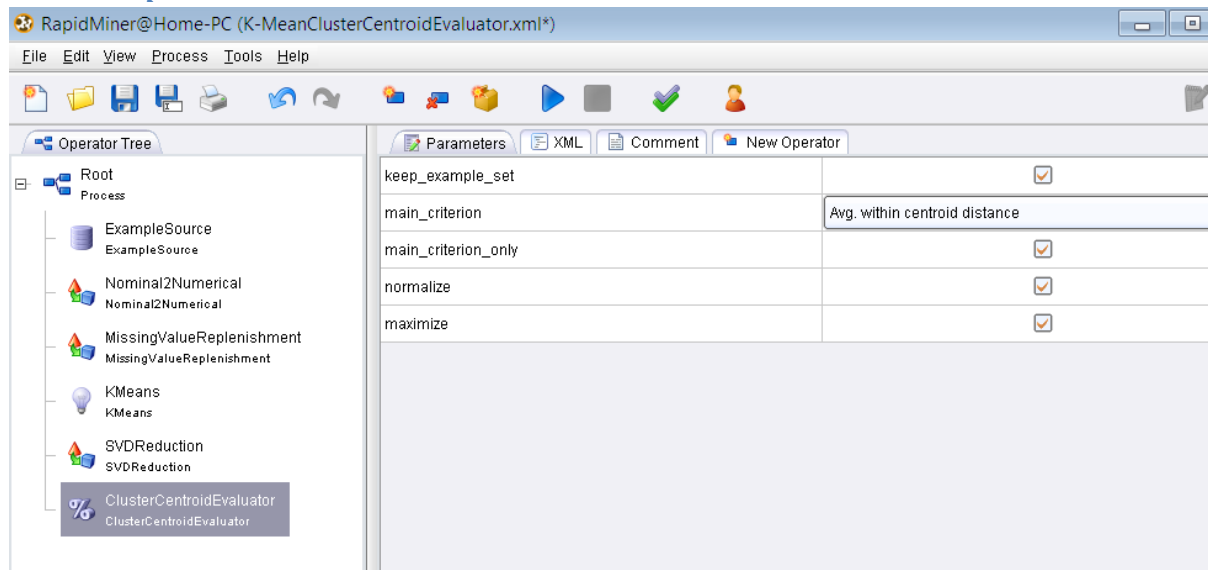 RapidMiner@Home-PC (K-MeanClusterCentroidEvaluator.xml*)
File Edit View Process Tools Help
Operator Tree
Root
Process
ExampleSource
ExampleSource
Nominal2Numerical
Nominal2Numerical
MissingValueReplenishment
MissingValueReplenishment
KMeans
KMeans
SVDReduction
SVDReduction
ClusterCentroidEvaluator
ClusterCentroidEvaluator
Parameters XML Comment New Operator
keep_example_set
main_criterion Avg. within centroid distance
main_criterion_only
normalize
maximize